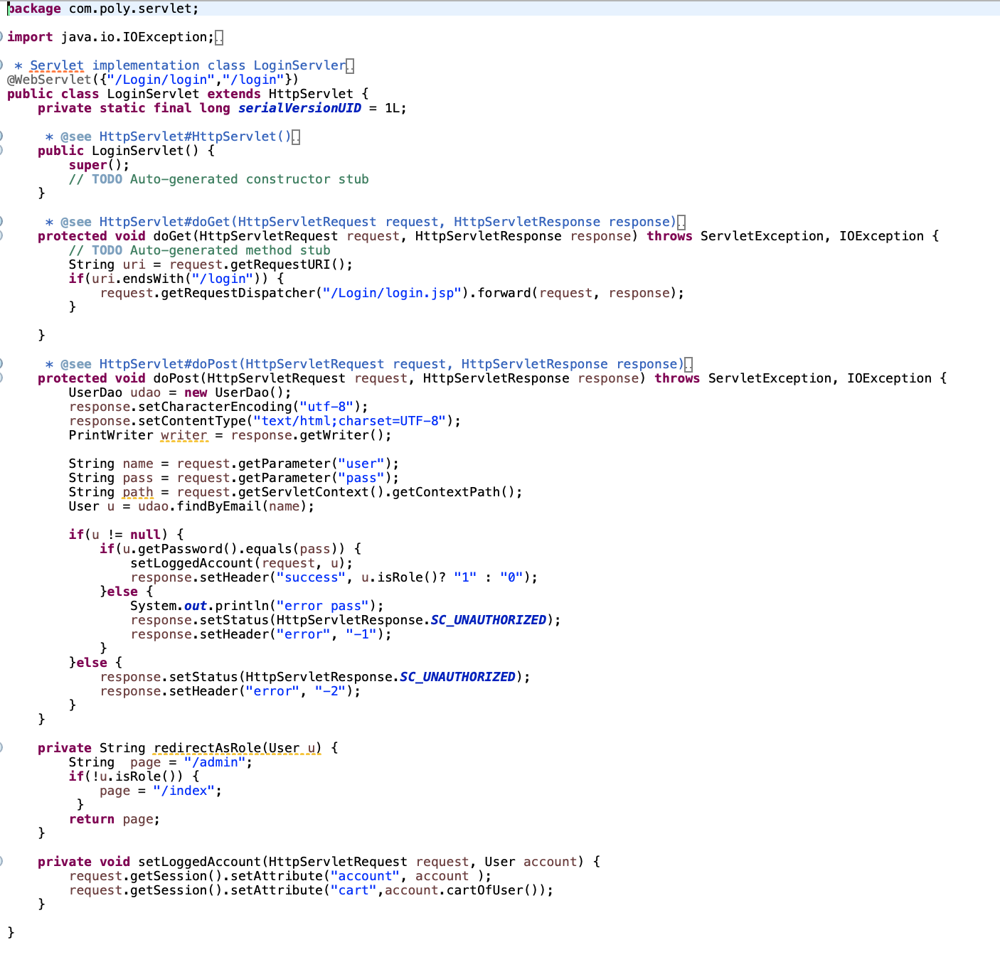 package com.poly.servlet;
import java.io.IOException;
* Servlet implementation class LoginServler
@WebServlet({"/Login/login","/login"})
public class LoginServlet extends HttpServlet {
private static final long serialVersionUID = 1L;
* @see HttpServlet#HttpServlet()
public LoginServlet() {
super();
// TODO Auto-generated constructor stub
}
* @see HttpServlet#doGet(HttpServletRequest request, HttpServletResponse response)
protected void doGet(HttpServletRequest request, HttpServletResponse response) throws ServletException, IOException {
// TODO Auto-generated method stub
String uri = request.getRequestURI();
if(uri.endsWith("/login")) {
request.getRequestDispatcher("/Login/login.jsp").forward(request, response);
}
}
* @see HttpServlet#doPost(HttpServletRequest request, HttpServletResponse response)
protected void doPost(HttpServletRequest request, HttpServletResponse response) throws ServletException, IOException {
UserDao udao = new UserDao();
response.setCharacterEncoding("utf-8");
response.setContentType("text/html;charset=UTF-8");
PrintWriter writer = response.getWriter();
String name = request.getParameter("user");
String pass = request.getParameter("pass");
String path = request.getServletContext().getContextPath();
User u = udao.findByEmail(name);
if(u != null) {
if(u.getPassword().equals(pass)) {
setLoggedAccount(request, u);
response.setHeader("success", u.isRole()? "1" : "0");
}else {
System.out.println("error pass");
response.setStatus(HttpServletResponse.SC_UNAUTHORIZED);
response.setHeader("error", "-1");
}
}else {
response.setStatus(HttpServletResponse.SC_UNAUTHORIZED);
response.setHeader("error", "-2");
}
}
private String redirectAsRole(User u) {
String  page = "/admin";
if(!u.isRole()) {
page = "/index";
}
return page;
}
private void setLoggedAccount(HttpServletRequest request, User account) {
request.getSession().setAttribute("account", account );
request.getSession().setAttribute("cart",account.cartOfUser());
}
}